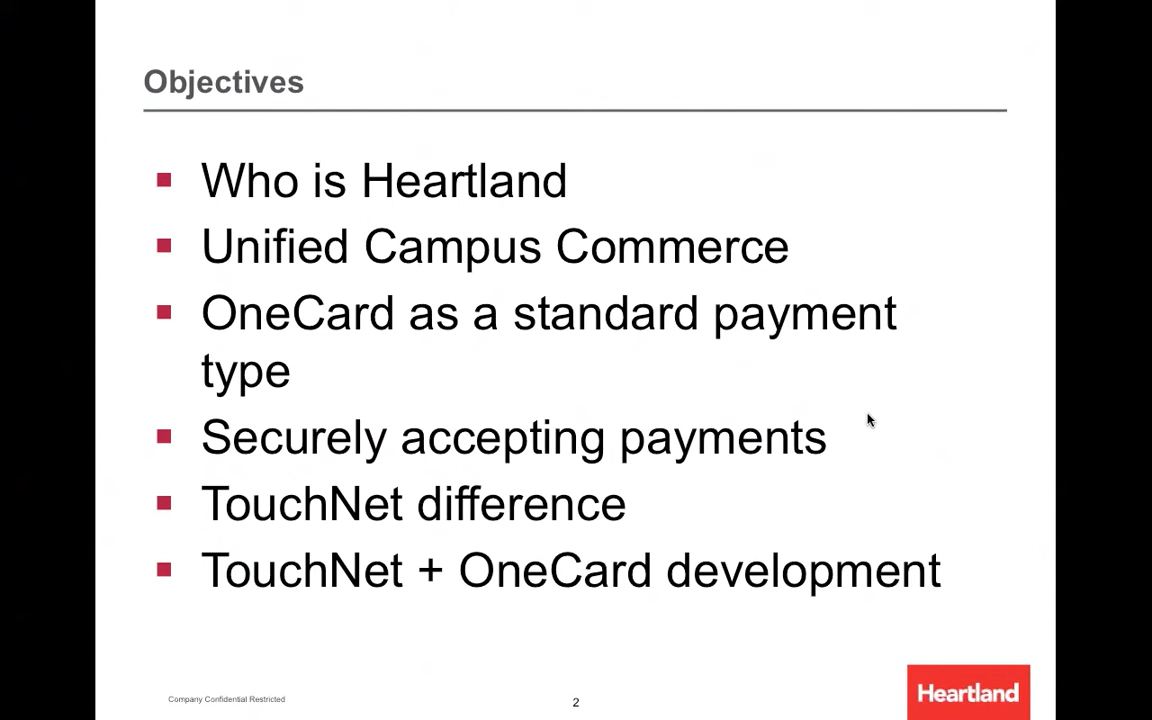 Objectives
Who is Heartland
Unified Campus Commerce
OneCard as a standard payment
type
Securely accepting payments
TouchNet difference
TouchNet + OneCard development
Company Confidential Restricted
2
Heartland